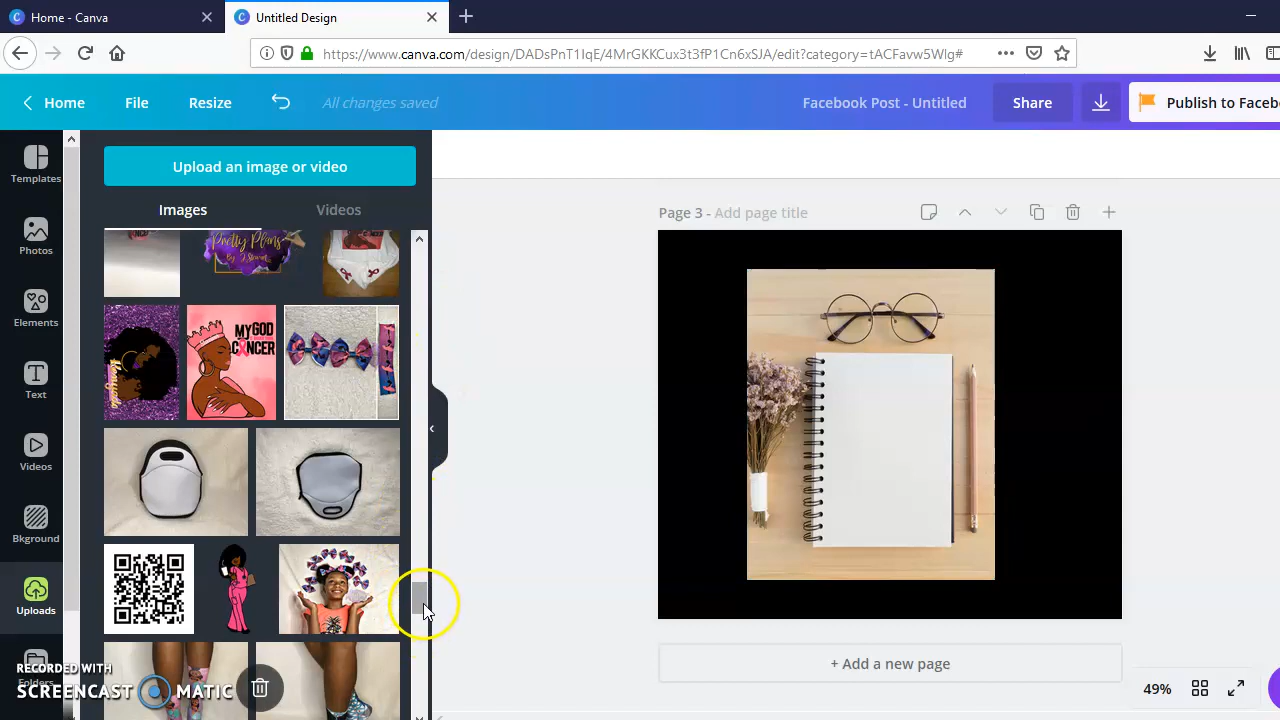 Home - Canva
Untitled Design
https://www.canva.com/design/DADsPnT1IqE/4MrGKKCux3t3fP1Cn6xSJA/edit?category=tACFavw5WIg#
Home
File
Resize
All changes saved
Facebook Post - Untitled
Share
Publish to Faceb
Templates
Photos
Elements
Text
Videos
Bkground
Uploads
Folders
Upload an image or video
Images
Videos
Pretty Plans
MY GOD
CANCER
Page 3 - Add page title
+ Add a new page
49%
RECORDED WITH
SCREENCAST MATIC